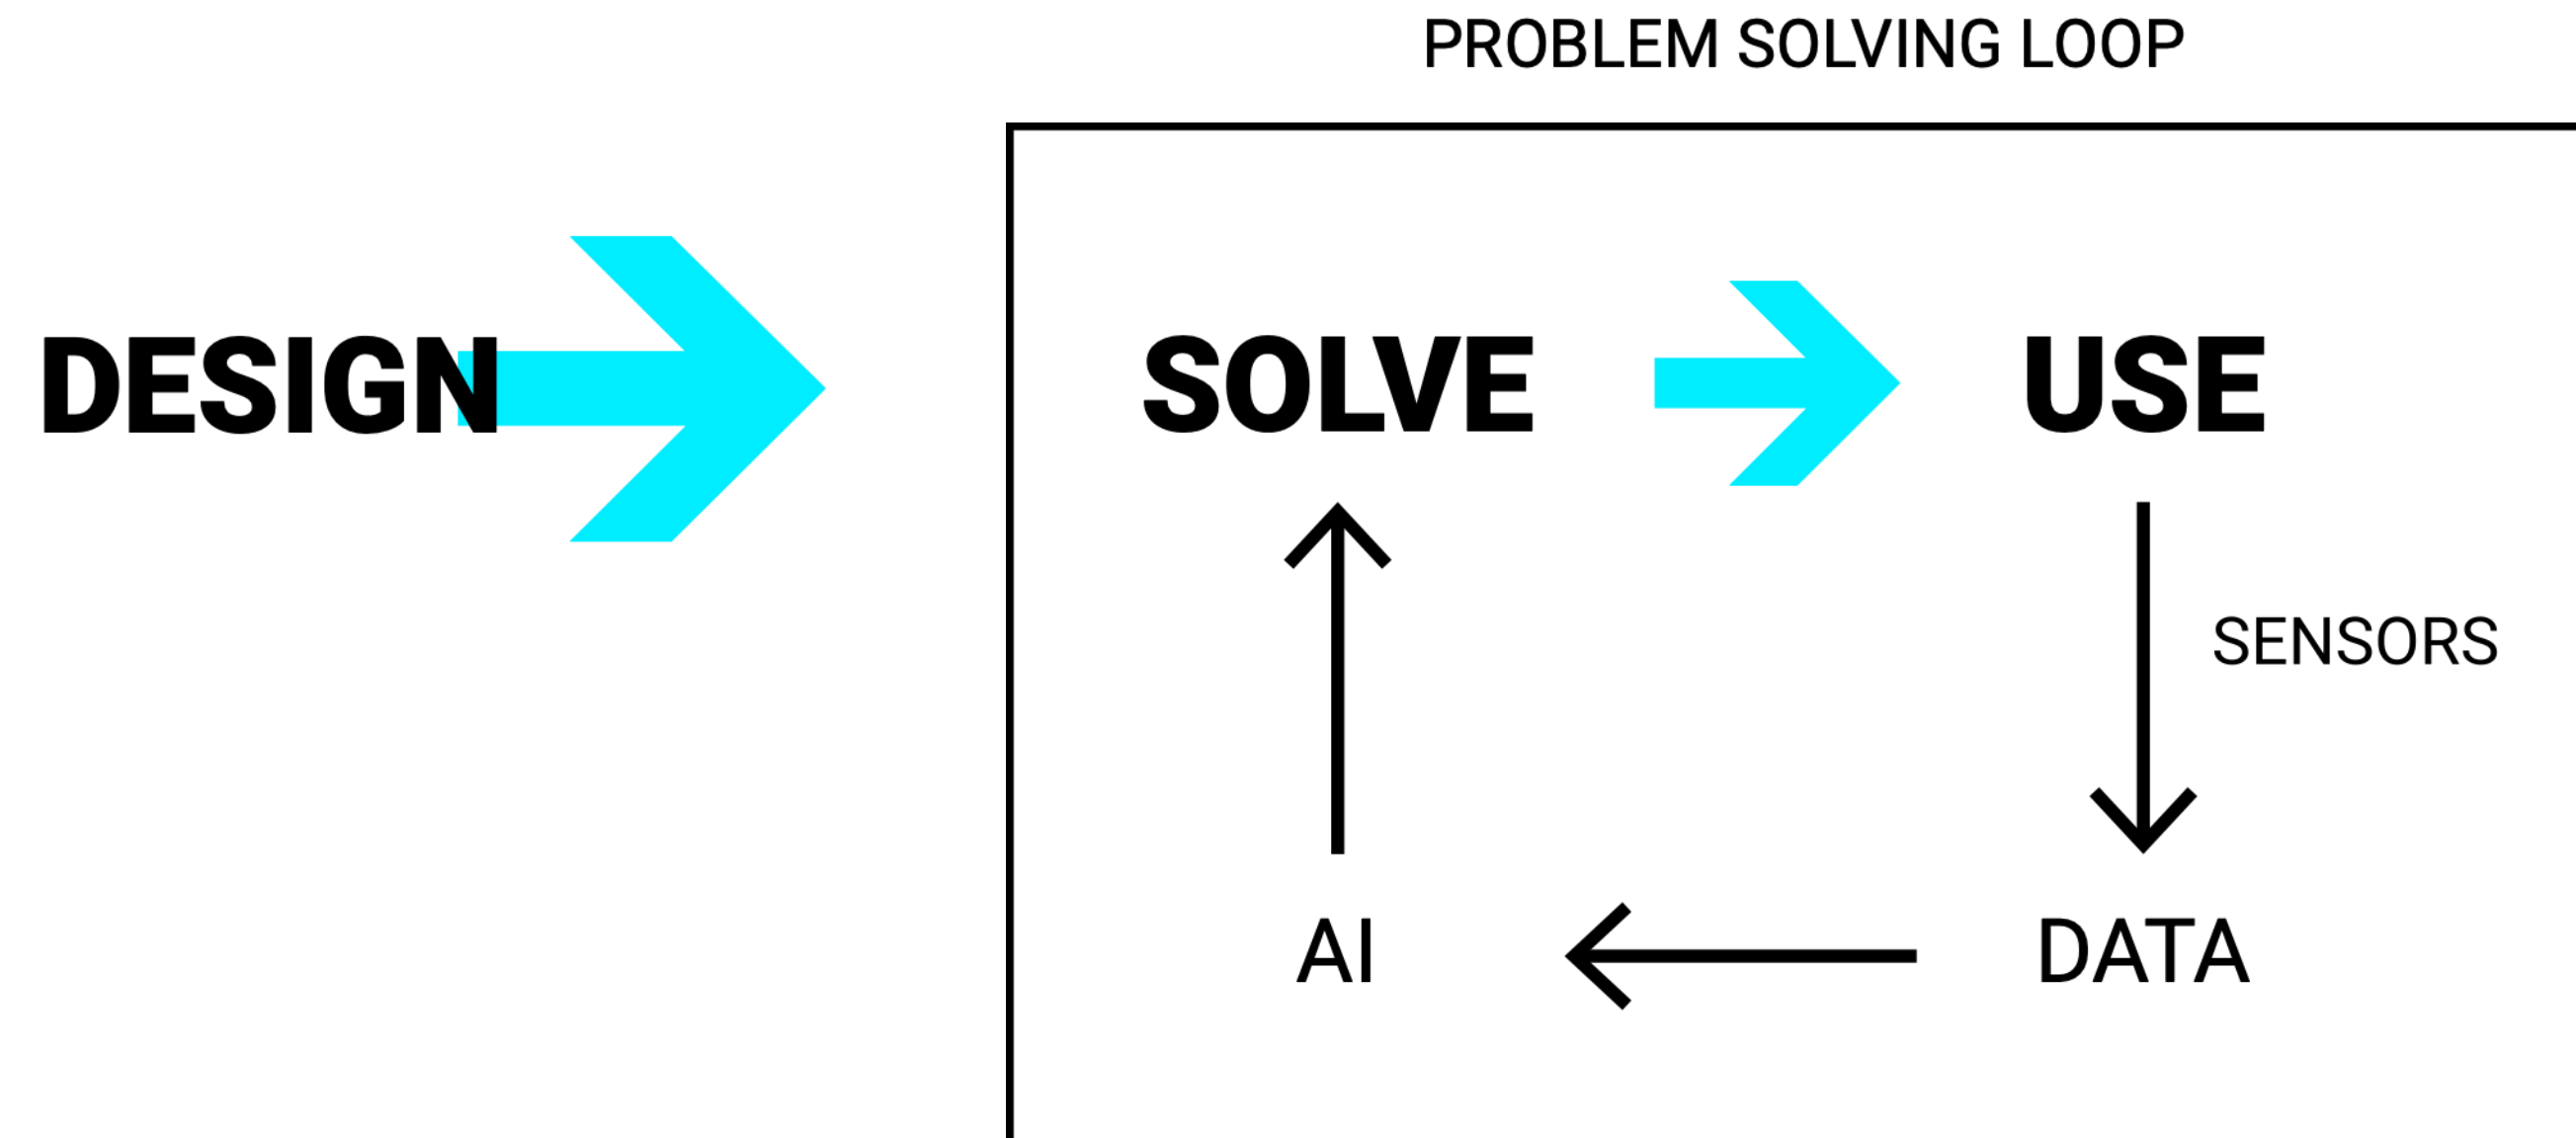 PROBLEM SOLVING LOOP
DESIGN
SOLVE
USE
SENSORS
AI
DATA